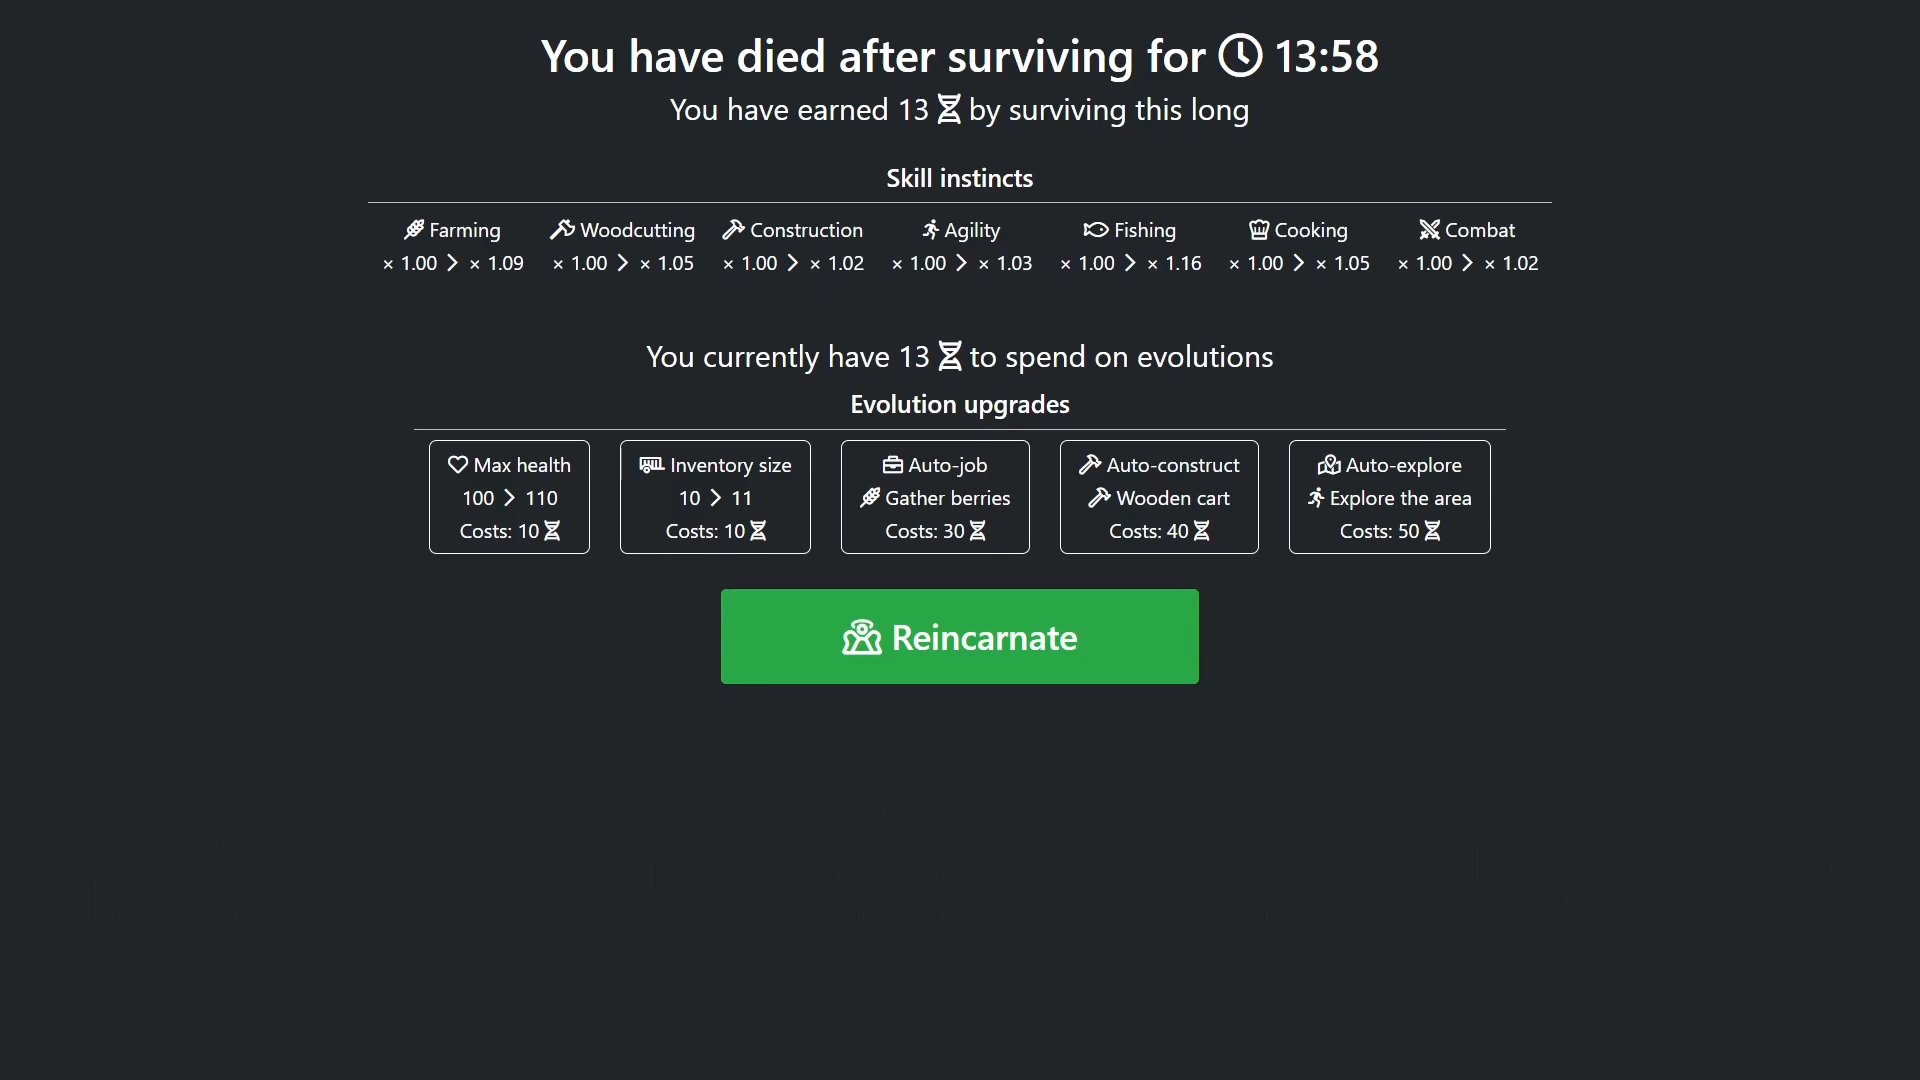 You have died after surviving for 13:58
You have earned 13 by surviving this long
Skill instincts
Farming Woodcutting Construction Agility Fishing Cooking Combat
× 1.00 > × 1.09 × 1.00 > × 1.05 × 1.00 > × 1.02 × 1.00 > × 1.03 × 1.00 > × 1.16 × 1.00 > × 1.05 × 1.00 > × 1.02
You currently have 13 to spend on evolutions
Evolution upgrades
Max health
100 > 110
Costs: 10
Inventory size
10 > 11
Costs: 10
Auto-job
Gather berries
Costs: 30
Auto-construct
Wooden cart
Costs: 40
Auto-explore
Explore the area
Costs: 50
Reincarnate